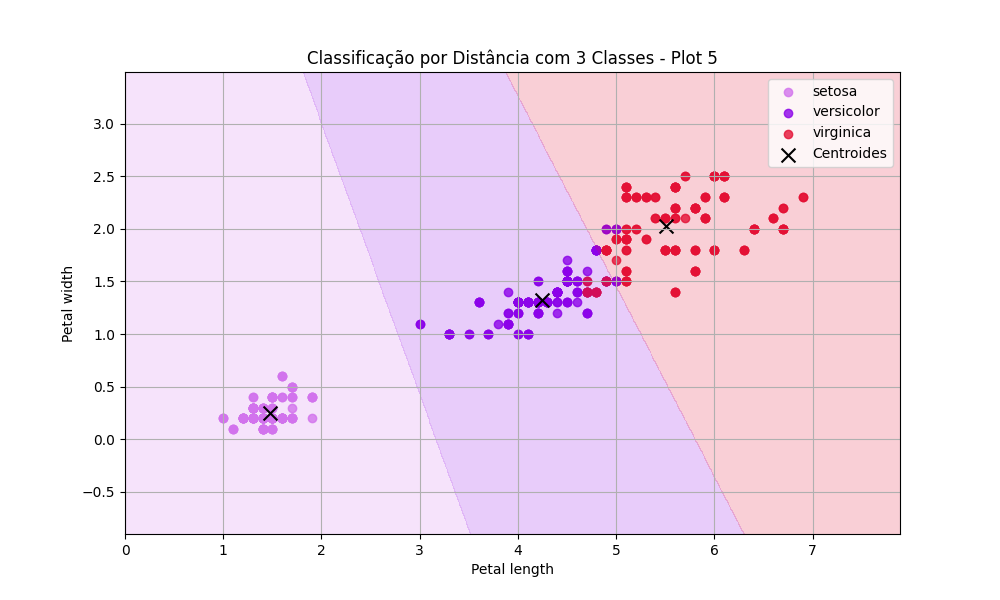 Classificação por Distância com 3 Classes - Plot 5
setosa
versicolor
virginica
Centroides
Petal width
3.0
2.5
2.0
1.5
1.0
0.5
0.0
−0.5
0 1 2 3 4 5 6 7
Petal length